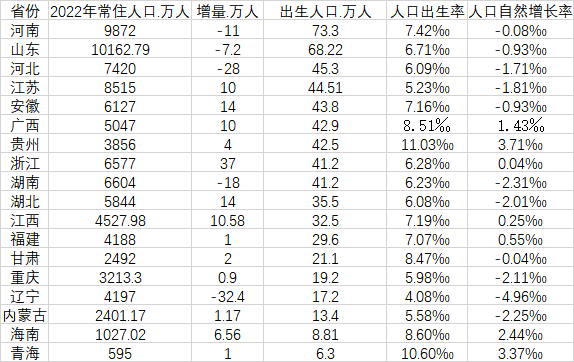 省份 2022年常住人口.万人 增量.万人 出生人口.万人 人口出生率 人口自然增长率
河南 9872 -11 73.3 7.42‰ -0.08‰
山东 10162.79 -7.2 68.22 6.71‰ -0.93‰
河北 7420 -28 45.3 6.09‰ -1.71‰
江苏 8515 10 44.51 5.23‰ -1.81‰
安徽 6127 14 43.8 7.16‰ -0.93‰
广西 5047 10 42.9 8.51‰ 1.43‰
贵州 3856 4 42.5 11.03‰ 3.71‰
浙江 6577 37 41.2 6.28‰ 0.04‰
湖南 6604 -18 41.2 6.23‰ -2.31‰
湖北 5844 14 35.5 6.08‰ -2.01‰
江西 4527.98 10.58 32.5 7.19‰ 0.25‰
福建 4188 1 29.6 7.07‰ 0.55‰
甘肃 2492 2 21.1 8.47‰ -0.04‰
重庆 3213.3 0.9 19.2 5.98‰ -2.11‰
辽宁 4197 -32.4 17.2 4.08‰ -4.96‰
内蒙古 2401.17 1.17 13.4 5.58‰ -2.25‰
海南 1027.02 6.56 8.81 8.60‰ 2.44‰
青海 595 1 6.3 10.60‰ 3.37‰